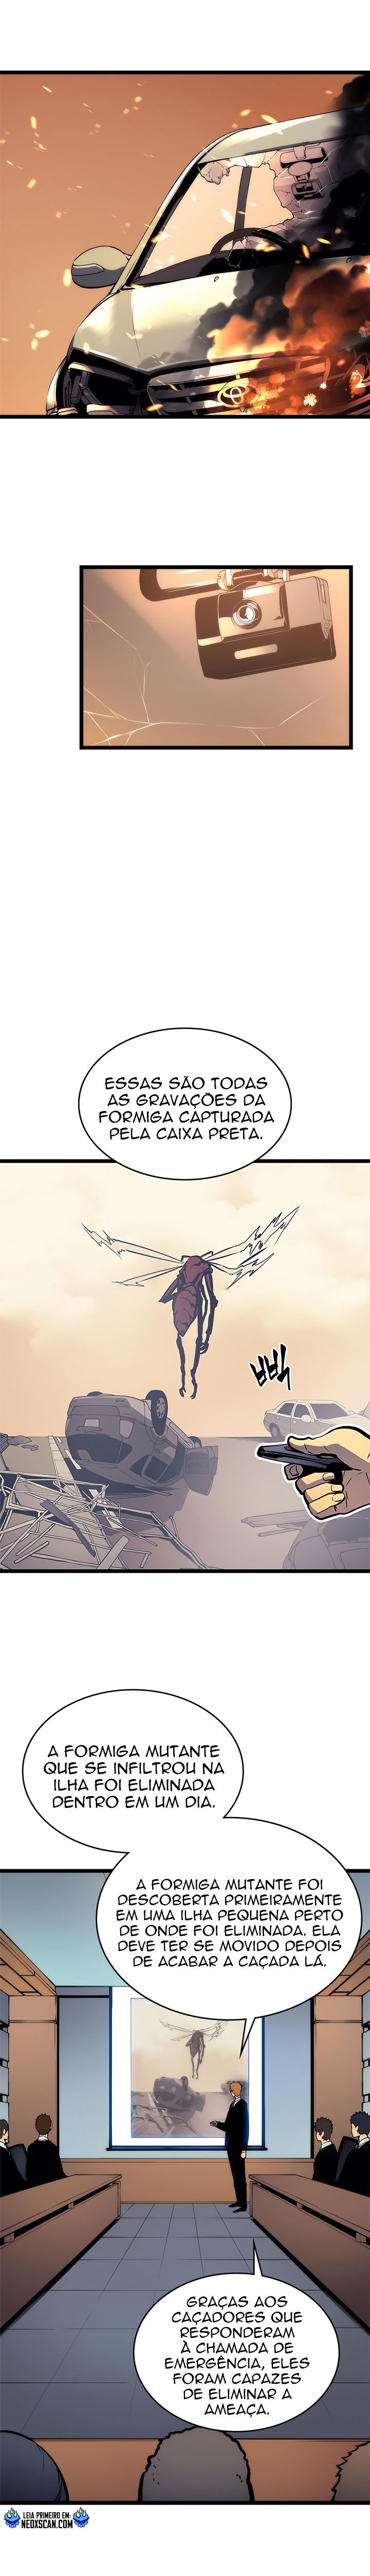 ESSAS SÃO TODAS
AS GRAVAÇÕES DA
FORMIGA CAPTURADA
PELA CAIXA PRETA.
삑
A FORMIGA MUTANTE
QUE SE INFILTROU NA
ILHA FOI ELIMINADA
DENTRO EM UM DIA.
A FORMIGA MUTANTE FOI
DESCOBERTA PRIMEIRAMENTE
EM UMA ILHA PEQUENA PERTO
DE ONDE FOI ELIMINADA. ELA
DEVE TER SE MOVIDO DEPOIS
DE ACABAR A CAÇADA LÁ.
GRAÇAS AOS
CAÇADORES QUE
RESPONDERAM
À CHAMADA DE
EMERGÊNCIA, ELES
FORAM CAPAZES
DE ELIMINAR A
AMEAÇA.
LEIA PRIMEIRO EM:
NEOXSCAN.COM